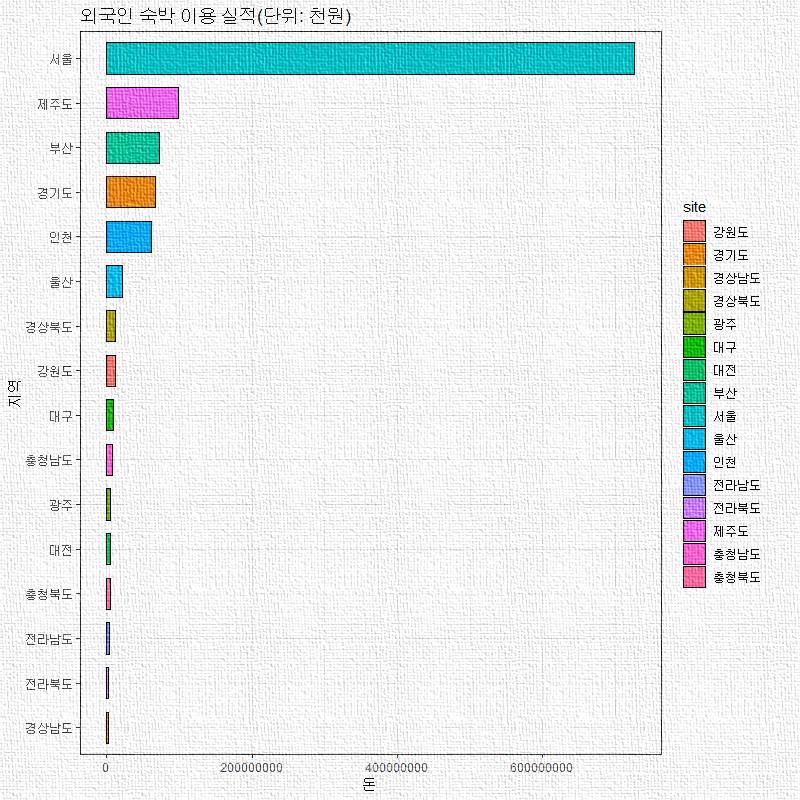 외국인 숙박 이용 실적(단위: 천원)
서울
제주도
부산
경기도
인천
울산
경상북도
강원도
대구
충청남도
광주
대전
충청북도
전라남도
전라북도
경상남도
지역
0 200000000 400000000 600000000
돈
site
강원도
경기도
경상남도
경상북도
광주
대구
대전
부산
서울
울산
인천
전라남도
전라북도
제주도
충청남도
충청북도